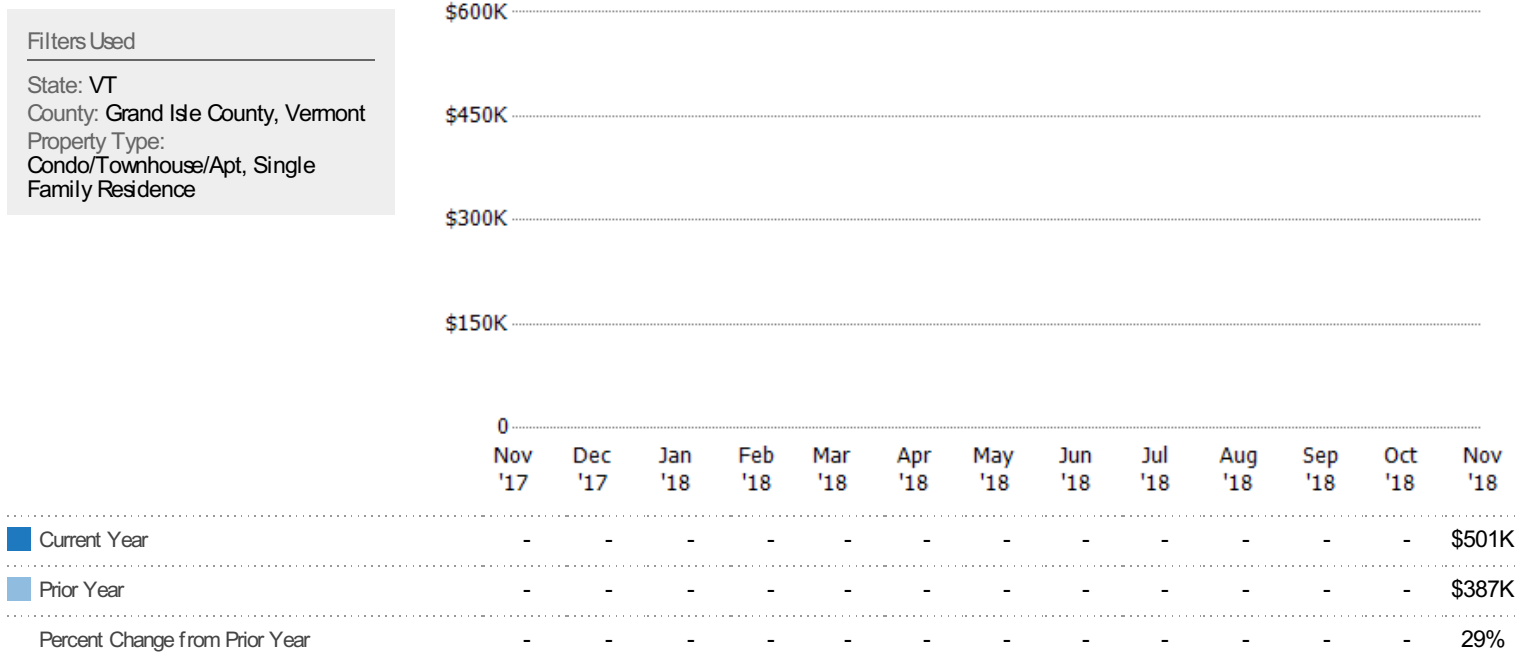 Filters Used
State: VT
County: Grand Isle County, Vermont
Property Type:
Condo/Townhouse/Apt, Single
Family Residence
$600K
$450K
$300K
$150K
0
Nov Dec Jan Feb Mar Apr May Jun Jul Aug Sep Oct Nov
'17 '17 '18 '18 '18 '18 '18 '18 '18 '18 '18 '18 '18
Current Year - - - - - - - - - - - - $501K
Prior Year - - - - - - - - - - - - $387K
Percent Change from Prior Year - - - - - - - - - - - - 29%